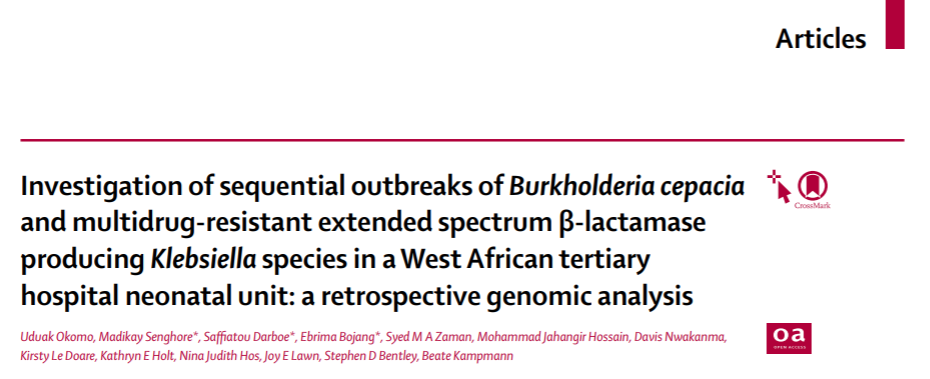 Articles
Investigation of sequential outbreaks of Burkholderia cepacia
CrossMark
and multidrug-resistant extended spectrum β-lactamase
producing Klebsiella species in a West African tertiary
hospital neonatal unit: a retrospective genomic analysis
Uduak Okomo, Madikay Senghore*, Saffiatou Darboe*, Ebrima Bojang*, Syed M A Zaman, Mohammad Jahangir Hossain, Davis Nwakanma,
Kirsty Le Doare, Kathryn E Holt, Nina Judith Hos, Joy E Lawn, Stephen D Bentley, Beate Kampmann
oa
OPEN ACCESS